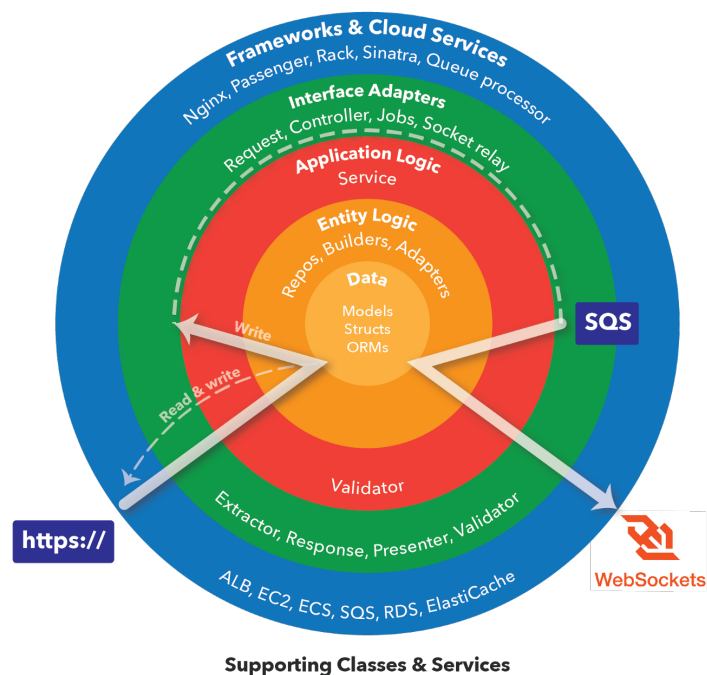 Frameworks & Cloud Services
Nginx, Passenger, Rack, Sinatra, Queue processor
Interface Adapters
Request, Controller, Jobs, Socket relay
Application Logic
Service
Entity Logic
Repos, Builders, Adapters
Data
Models
Structs
ORMs
Write
SQS
Read & write
Validator
Extractor, Response, Presenter, Validator
https://
WebSockets
ALB, EC2, ECS, SQS, RDS, ElastiCache
Supporting Classes & Services